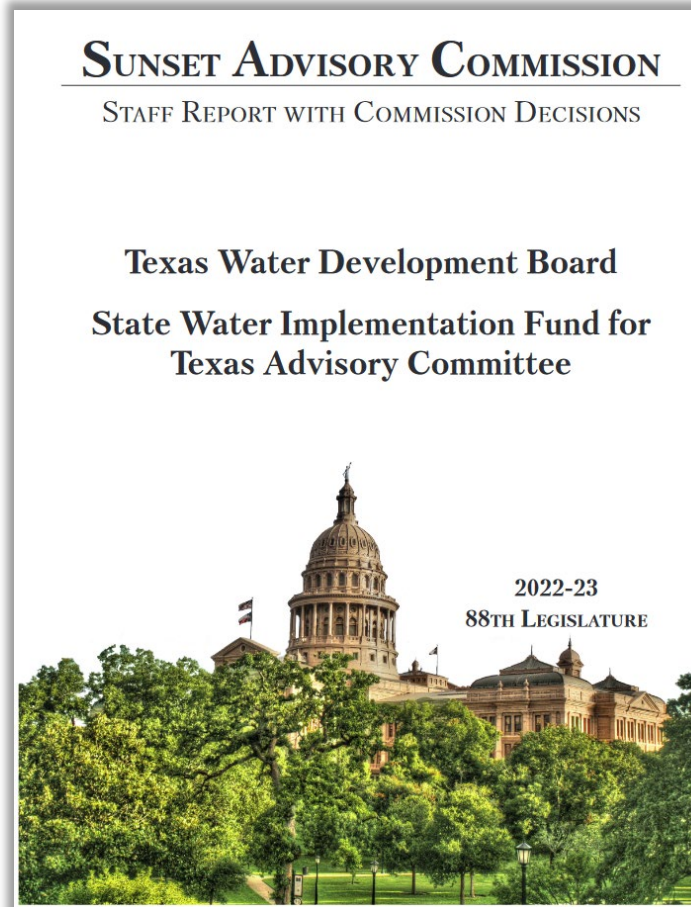 SUNSET ADVISORY COMMISSION
STAFF REPORT WITH COMMISSION DECISIONS
Texas Water Development Board
State Water Implementation Fund for
Texas Advisory Committee
2022-23
88TH LEGISLATURE